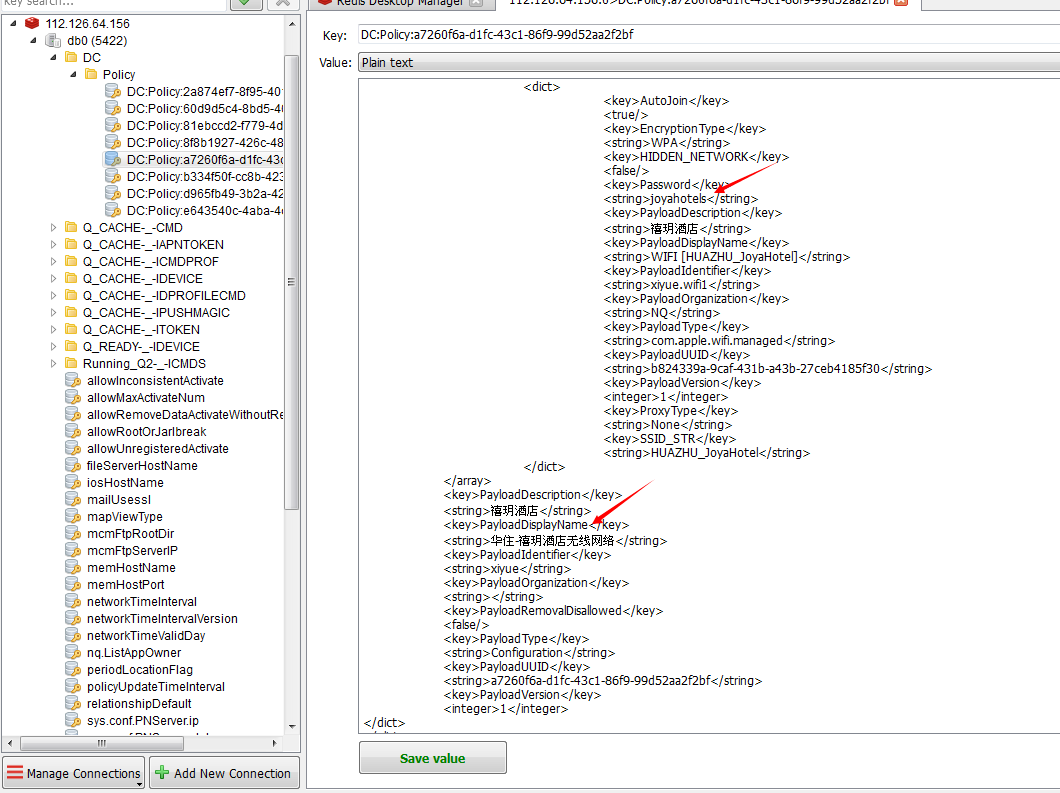 key search...
112.126.64.156
db0 (5422)
DC
Policy
DC:Policy:2a874ef7-8f95-40
DC:Policy:60d9d5c4-8bd5-4
DC:Policy:81ebccd2-f779-4d
DC:Policy:8f8b1927-426c-48
DC:Policy:a7260f6a-d1fc-43c
DC:Policy:b334f50f-cc8b-423
DC:Policy:d965fb49-3b2a-42
DC:Policy:e643540c-4aba-4
Q_CACHE-_-CMD
Q_CACHE-_-IAPNTOKEN
Q_CACHE-_-ICMDPROF
Q_CACHE-_-IDEVICE
Q_CACHE-_-IDPROFILECMD
Q_CACHE-_-IPUSHMAGIC
Q_CACHE-_-ITOKEN
Q_READY-_-IDEVICE
Running_Q2-_-ICMDS
allowInconsistentActivate
allowMaxActivateNum
allowRemoveDataActivateWithoutRe
allowRootOrJarlbreak
allowUnregisteredActivate
fileServerHostName
iosHostName
mailUsessl
mapViewType
mcmFtpRootDir
mcmFtpServerIP
memHostName
memHostPort
networkTimeInterval
networkTimeIntervalVersion
networkTimeValidDay
nq.ListAppOwner
periodLocationFlag
policyUpdateTimeInterval
relationshipDefault
sys.conf.PNServer.ip
Manage Connections
Add New Connection
Redis Desktop Manager
112.126.64.156:6>DC:Policy:a7260f6a-d1fc-43c1-86f9-99d52aa2f2bf
Key: DC:Policy:a7260f6a-d1fc-43c1-86f9-99d52aa2f2bf
Value: Plain text
<dict>
<key>AutoJoin</key>
<true/>
<key>EncryptionType</key>
<string>WPA</string>
<key>HIDDEN_NETWORK</key>
<false/>
<key>Password</key>
<string>joyahotels</string>
<key>PayloadDescription</key>
<string>禧玥酒店</string>
<key>PayloadDisplayName</key>
<string>WIFI [HUAZHU_JoyaHotel]</string>
<key>PayloadIdentifier</key>
<string>xiyue.wifi1</string>
<key>PayloadOrganization</key>
<string>NQ</string>
<key>PayloadType</key>
<string>com.apple.wifi.managed</string>
<key>PayloadUUID</key>
<string>b824339a-9caf-431b-a43b-27ceb4185f30</string>
<key>PayloadVersion</key>
<integer>1</integer>
<key>ProxyType</key>
<string>None</string>
<key>SSID_STR</key>
<string>HUAZHU_JoyaHotel</string>
</dict>
</array>
<key>PayloadDescription</key>
<string>禧玥酒店</string>
<key>PayloadDisplayName</key>
<string>华住-禧玥酒店无线网络</string>
<key>PayloadIdentifier</key>
<string>xiyue</string>
<key>PayloadOrganization</key>
<string></string>
<key>PayloadRemovalDisallowed</key>
<false/>
<key>PayloadType</key>
<string>Configuration</string>
<key>PayloadUUID</key>
<string>a7260f6a-d1fc-43c1-86f9-99d52aa2f2bf</string>
<key>PayloadVersion</key>
<integer>1</integer>
</dict>
Save value